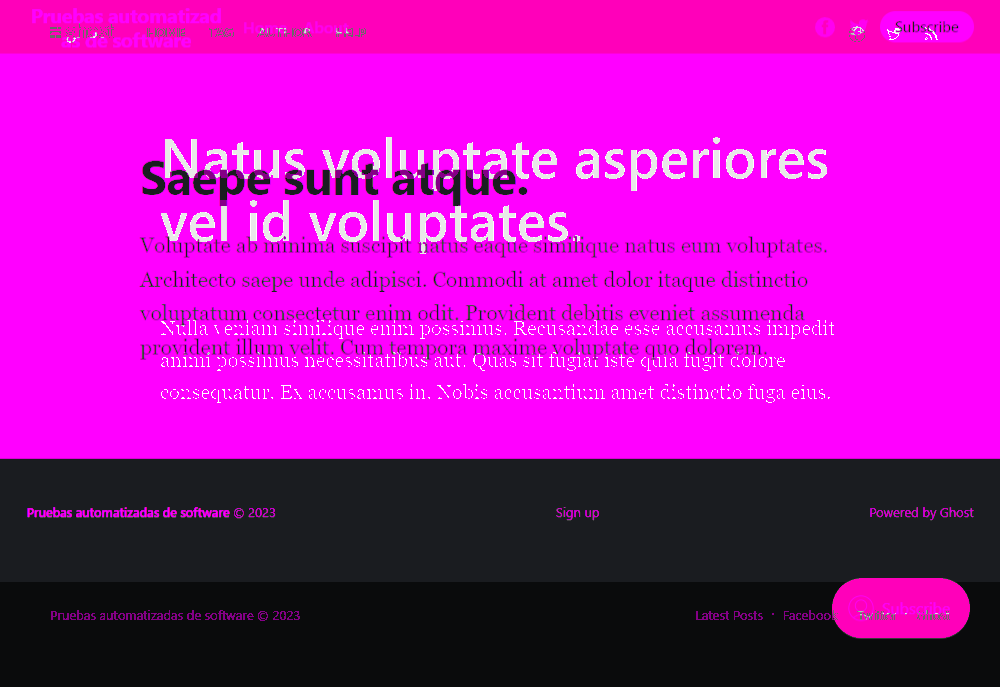 Pruebas automatizad
as de software
Home
About
Subscribe
Natus voluptate asperiores
vel id voluptates.
Saepe sunt atque.
Voluptate ab minima suscipit natus eaque similique natus eum voluptates.
Architecto saepe unde adipisci. Commodi at amet dolor itaque distinctio
voluptatum consectetur enim odit. Provident debitis eveniet assumenda
provident illum velit. Cum tempora maxime voluptate quo dolorem.
Nulla veniam similique enim possimus. Recusandae esse accusamus impedit
animi possimus necessitatibus aut. Quas sit fugiat iste quia fugit dolore
consequatur. Ex accusamus in. Nobis accusantium amet distinctio fuga eius.
Pruebas automatizadas de software © 2023
Sign up
Powered by Ghost
Pruebas automatizadas de software © 2023
Latest Posts · Facebook
Subscribe